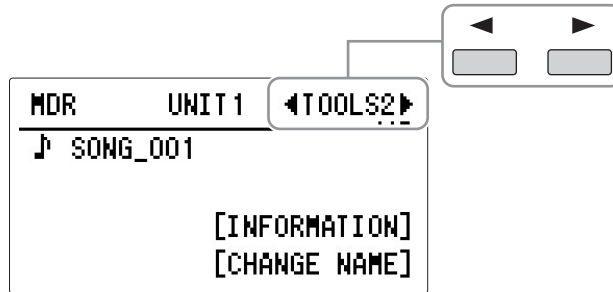 MDR UNIT1 ◀TOOLS2▶
♪ SONG_001
[INFORMATION]
[CHANGE NAME]